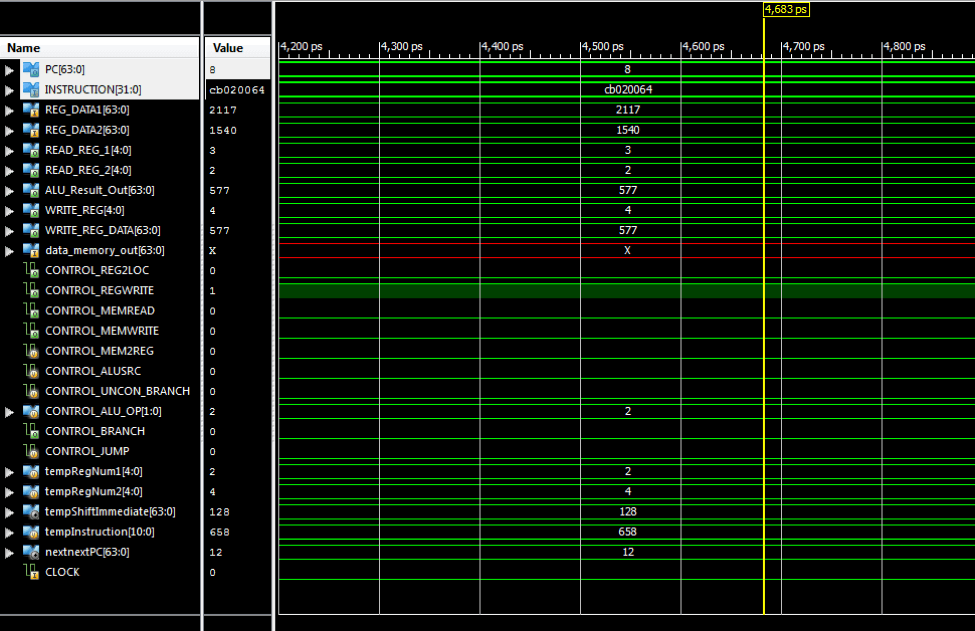 4,683 ps
Name Value 4,200 ps 4,300 ps 4,400 ps 4,500 ps 4,600 ps 4,700 ps 4,800 ps
PC[63:0] 8 8
INSTRUCTION[31:0] cb020064 cb020064
REG_DATA1[63:0] 2117 2117
REG_DATA2[63:0] 1540 1540
READ_REG_1[4:0] 3 3
READ_REG_2[4:0] 2 2
ALU_Result_Out[63:0] 577 577
WRITE_REG[4:0] 4 4
WRITE_REG_DATA[63:0] 577 577
data_memory_out[63:0] X X
CONTROL_REG2LOC 0
CONTROL_REGWRITE 1
CONTROL_MEMREAD 0
CONTROL_MEMWRITE 0
CONTROL_MEM2REG 0
CONTROL_ALUSRC 0
CONTROL_UNCON_BRANCH 0
CONTROL_ALU_OP[1:0] 2 2
CONTROL_BRANCH 0
CONTROL_JUMP 0
tempRegNum1[4:0] 2 2
tempRegNum2[4:0] 4 4
tempShiftImmediate[63:0] 128 128
tempInstruction[10:0] 658 658
nextnextPC[63:0] 12 12
CLOCK 0